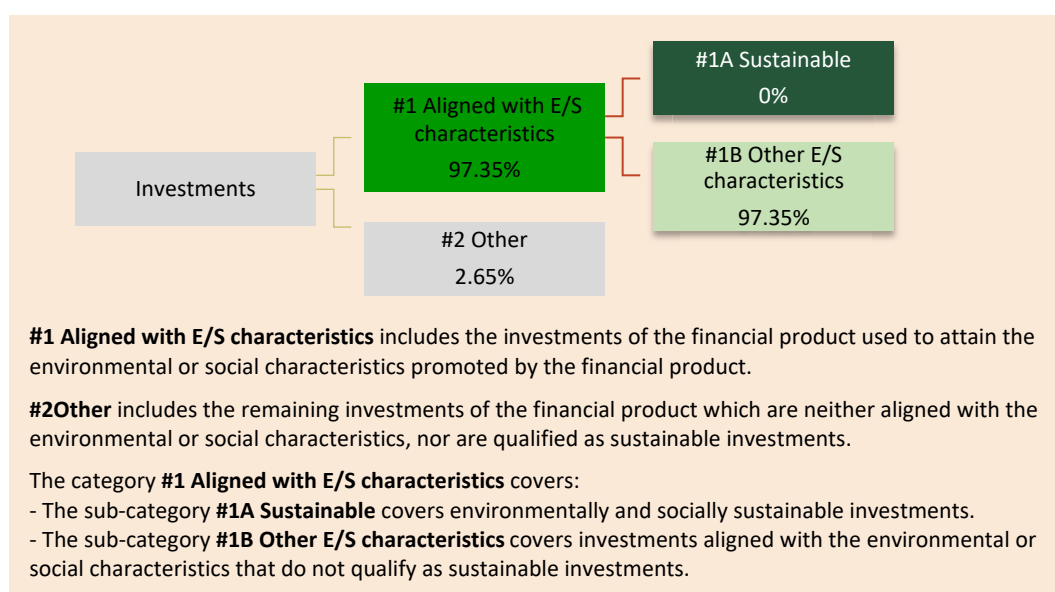 #1A Sustainable
0%
#1 Aligned with E/S
characteristics
97.35%
#1B Other E/S
characteristics
97.35%
Investments
#2 Other
2.65%
#1 Aligned with E/S characteristics includes the investments of the financial product used to attain the
environmental or social characteristics promoted by the financial product.
#2Other includes the remaining investments of the financial product which are neither aligned with the
environmental or social characteristics, nor are qualified as sustainable investments.
The category #1 Aligned with E/S characteristics covers:
- The sub-category #1A Sustainable covers environmentally and socially sustainable investments.
- The sub-category #1B Other E/S characteristics covers investments aligned with the environmental or
social characteristics that do not qualify as sustainable investments.